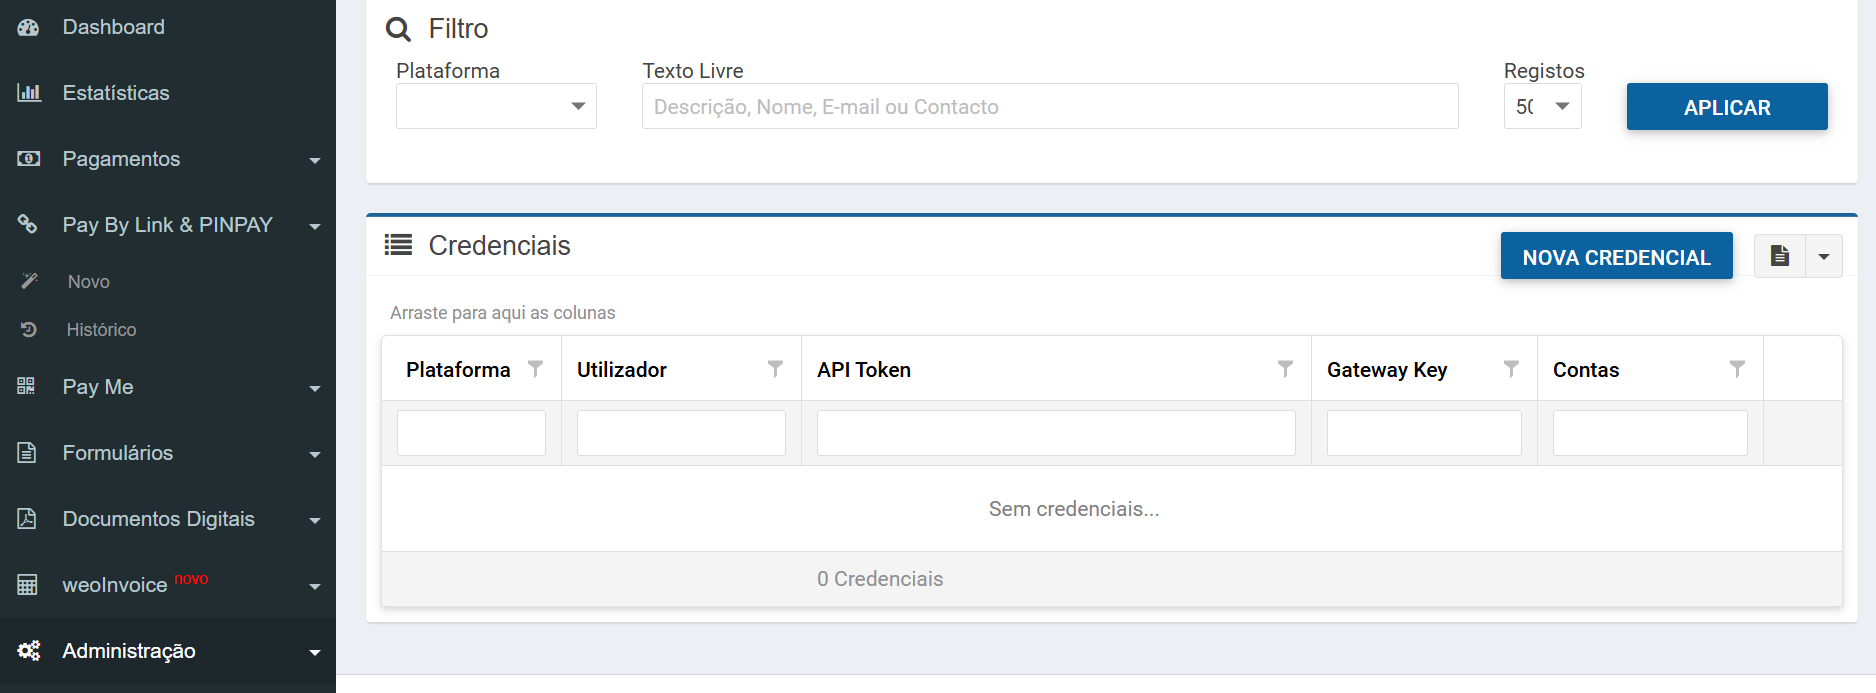 Dashboard
Estatísticas
Pagamentos
Pay By Link & PINPAY
Novo
Histórico
Pay Me
Formulários
Documentos Digitais
weoInvoice novo
Administração
Filtro
Plataforma
Texto Livre
Registos
Descrição, Nome, E-mail ou Contacto
50
APLICAR
Credenciais
NOVA CREDENCIAL
Arraste para aqui as colunas
Plataforma Utilizador API Token Gateway Key Contas
Sem credenciais...
0 Credenciais